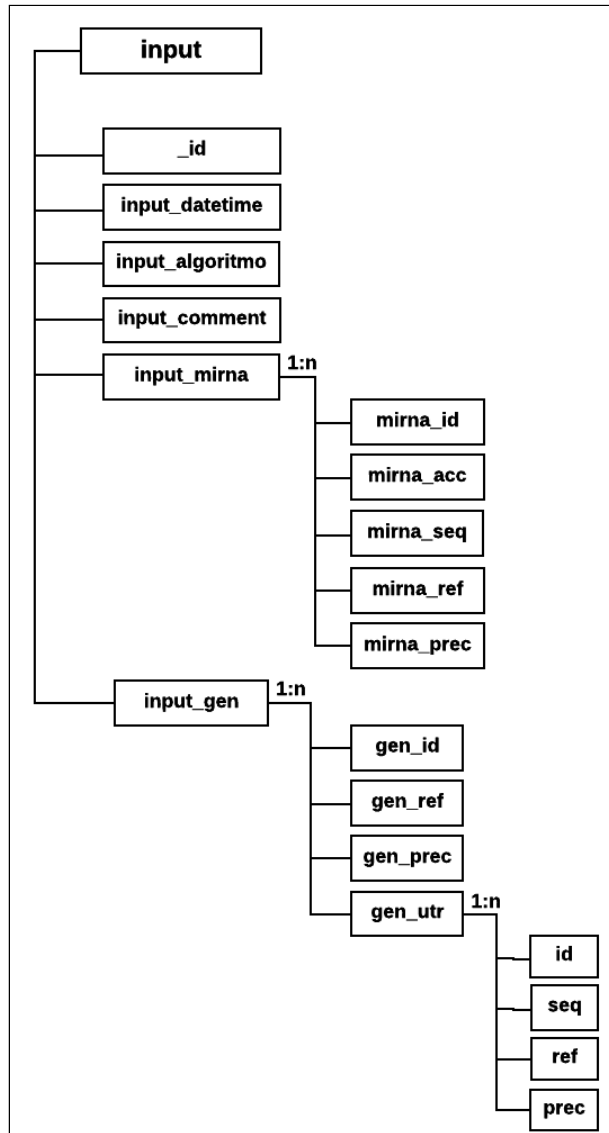 input
_id
input_datetime
input_algoritmo
input_comment
input_mirna
1:n
mirna_id
mirna_acc
mirna_seq
mirna_ref
mirna_prec
input_gen
1:n
gen_id
gen_ref
gen_prec
gen_utr
1:n
id
seq
ref
prec